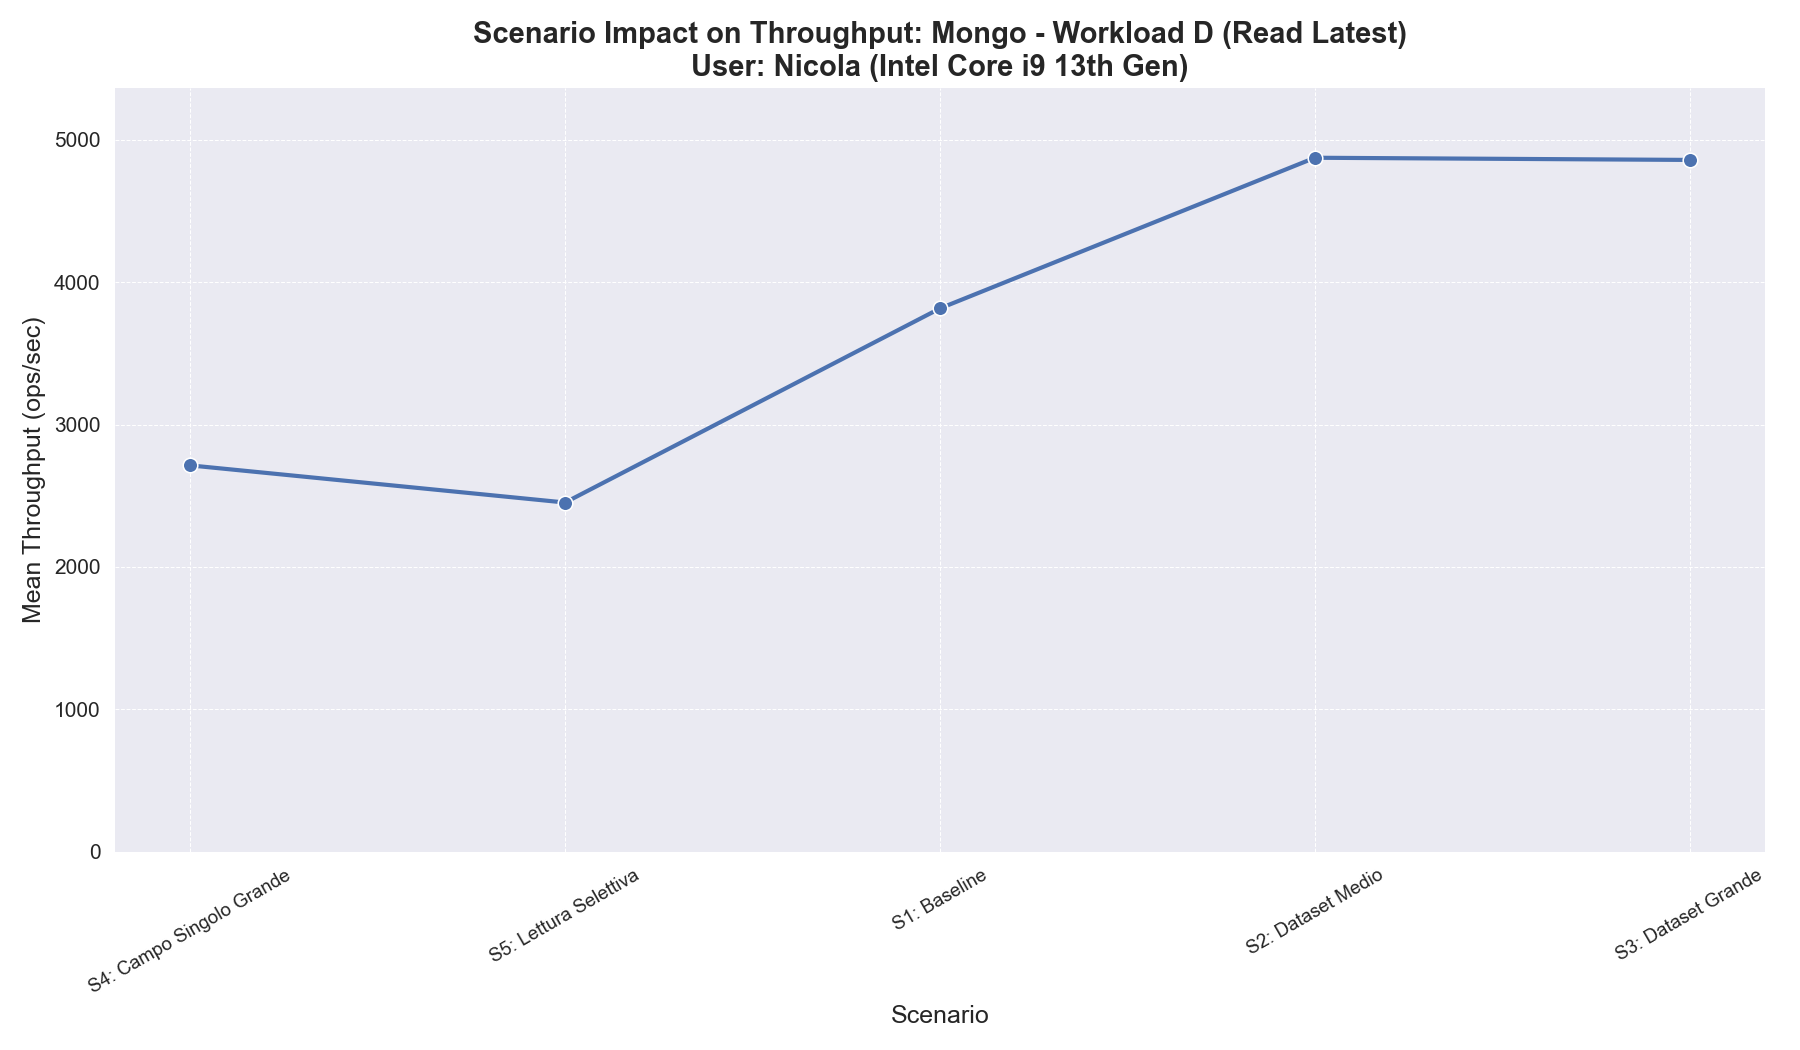 Scenario Impact on Throughput: Mongo - Workload D (Read Latest)
User: Nicola (Intel Core i9 13th Gen)
Mean Throughput (ops/sec)
5000
4000
3000
2000
1000
0
S4: Campo Singolo Grande
S5: Lettura Selettiva
S1: Baseline
S2: Dataset Medio
S3: Dataset Grande
Scenario